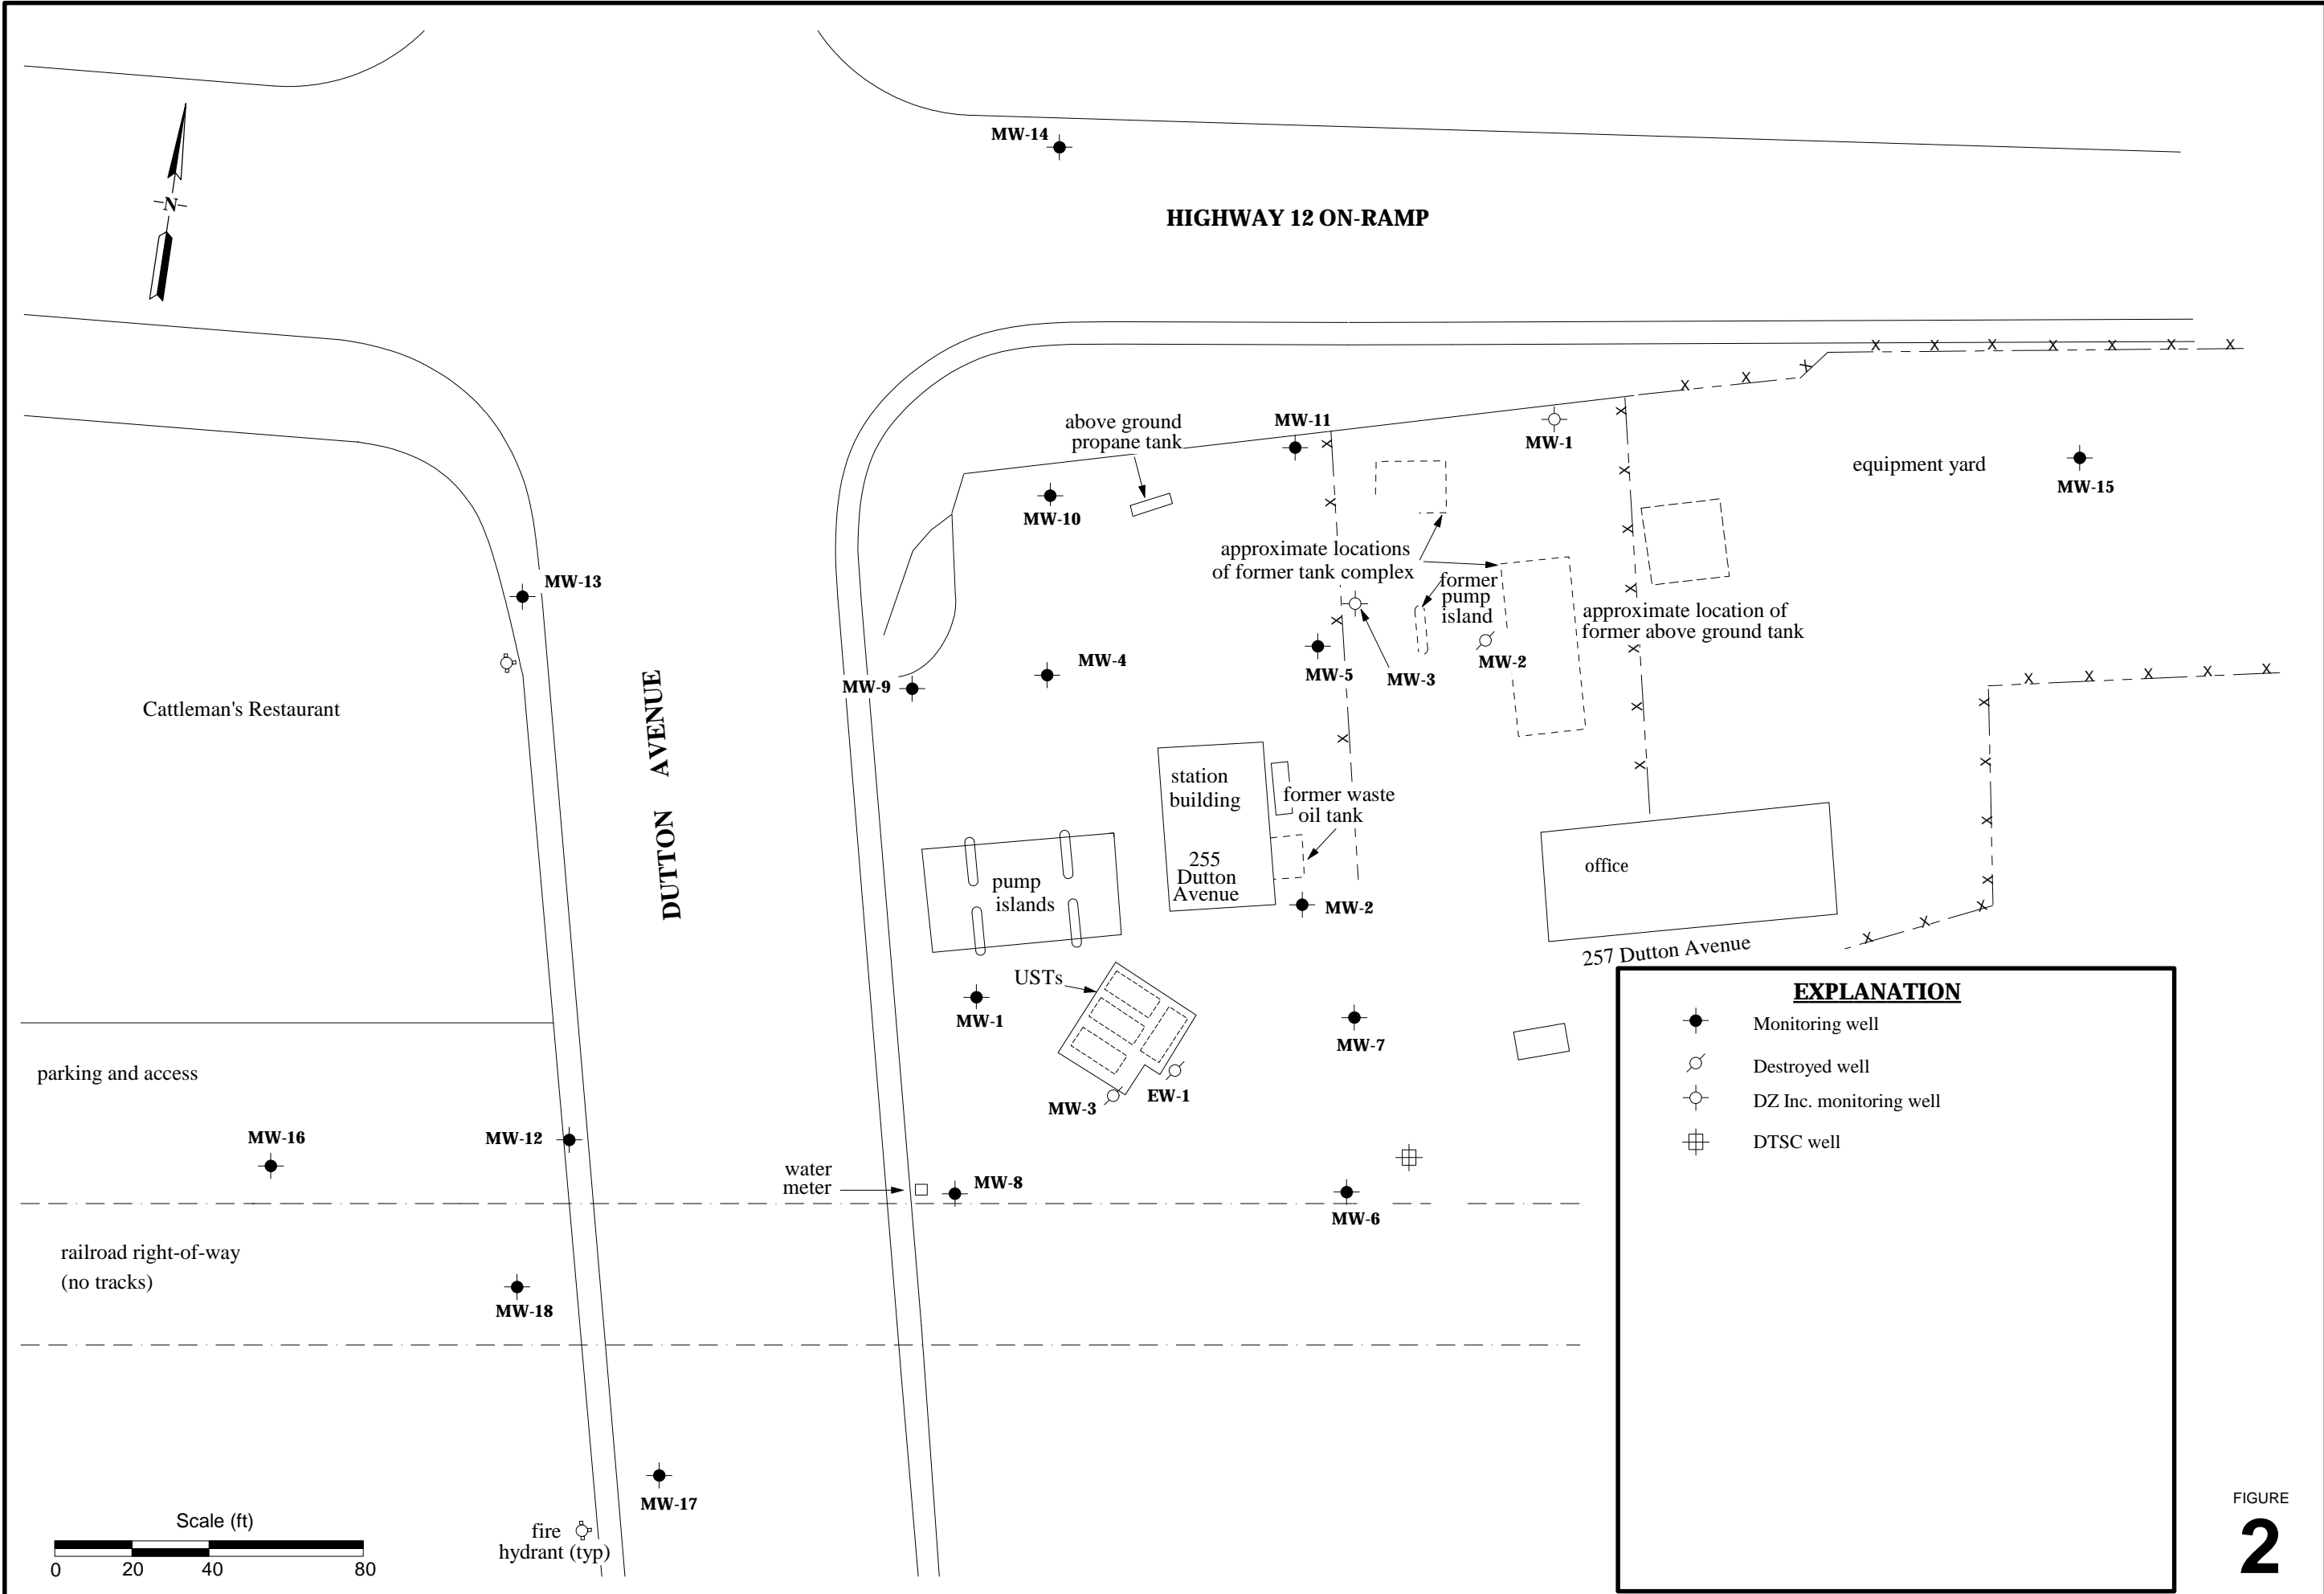 MW-14
-N-
HIGHWAY 12 ON-RAMP
above ground
propane tank
MW-11
MW-1
equipment yard
MW-15
MW-10
approximate locations
of former tank complex
former
pump
island
MW-13
approximate location of
former above ground tank
MW-4
MW-5
MW-3
MW-2
MW-9
Cattleman's Restaurant
DUTTON AVENUE
station
building
former waste
oil tank
255
Dutton
Avenue
office
pump
islands
MW-2
257 Dutton Avenue
USTs
MW-1
MW-7
parking and access
MW-3
EW-1
MW-16
MW-12
water
meter
MW-8
MW-6
railroad right-of-way
(no tracks)
MW-18
MW-17
Scale (ft)
0 20 40 80
fire
hydrant (typ)
EXPLANATION
Monitoring well
Destroyed well
DZ Inc. monitoring well
DTSC well
FIGURE
2
X X X X X X X
X X X
X X X X
X X X X X X X
X X X X X
X X X X
X X X